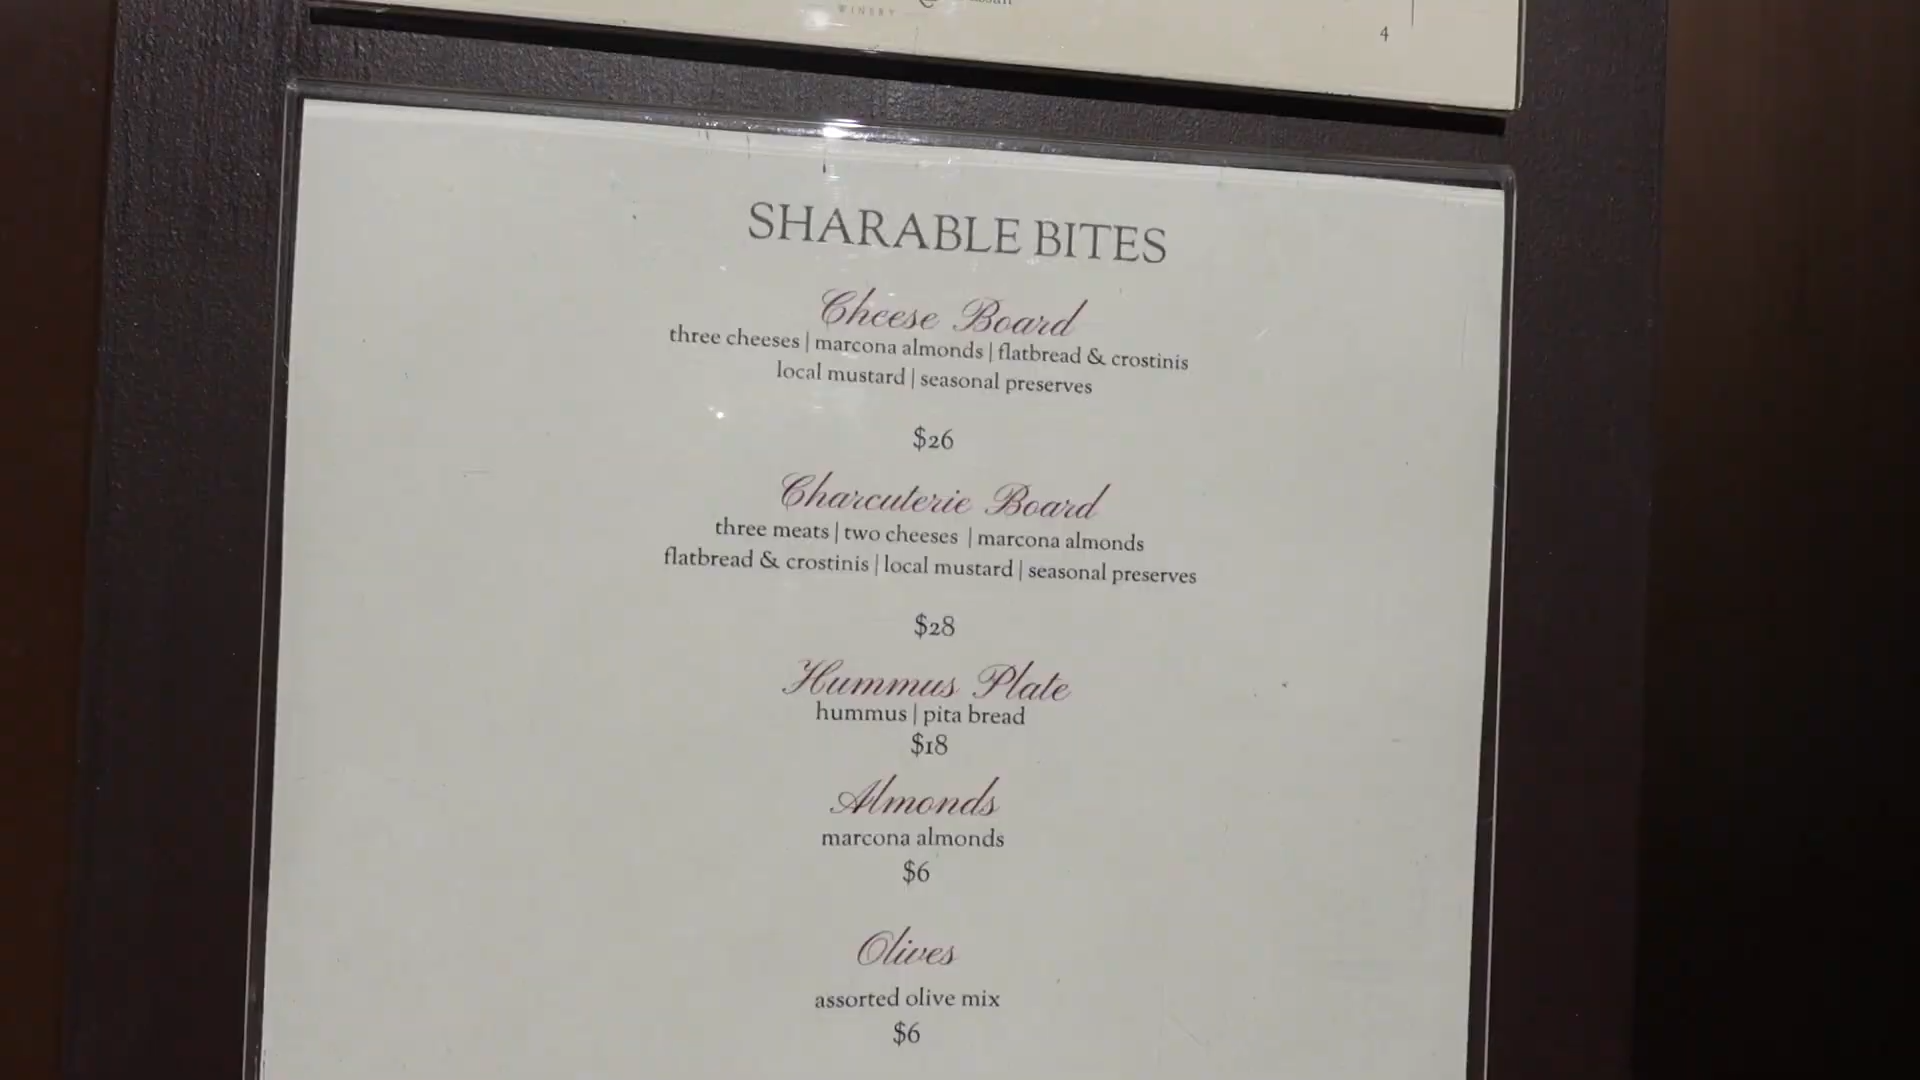 WINERY
4
SHARABLE BITES
Cheese Board
three cheeses | marcona almonds | flatbread & crostinis
local mustard | seasonal preserves
$26
Charcuterie Board
three meats | two cheeses | marcona almonds
flatbread & crostinis | local mustard | seasonal preserves
$28
Hummus Plate
hummus | pita bread
$18
Almonds
marcona almonds
$6
Olives
assorted olive mix
$6